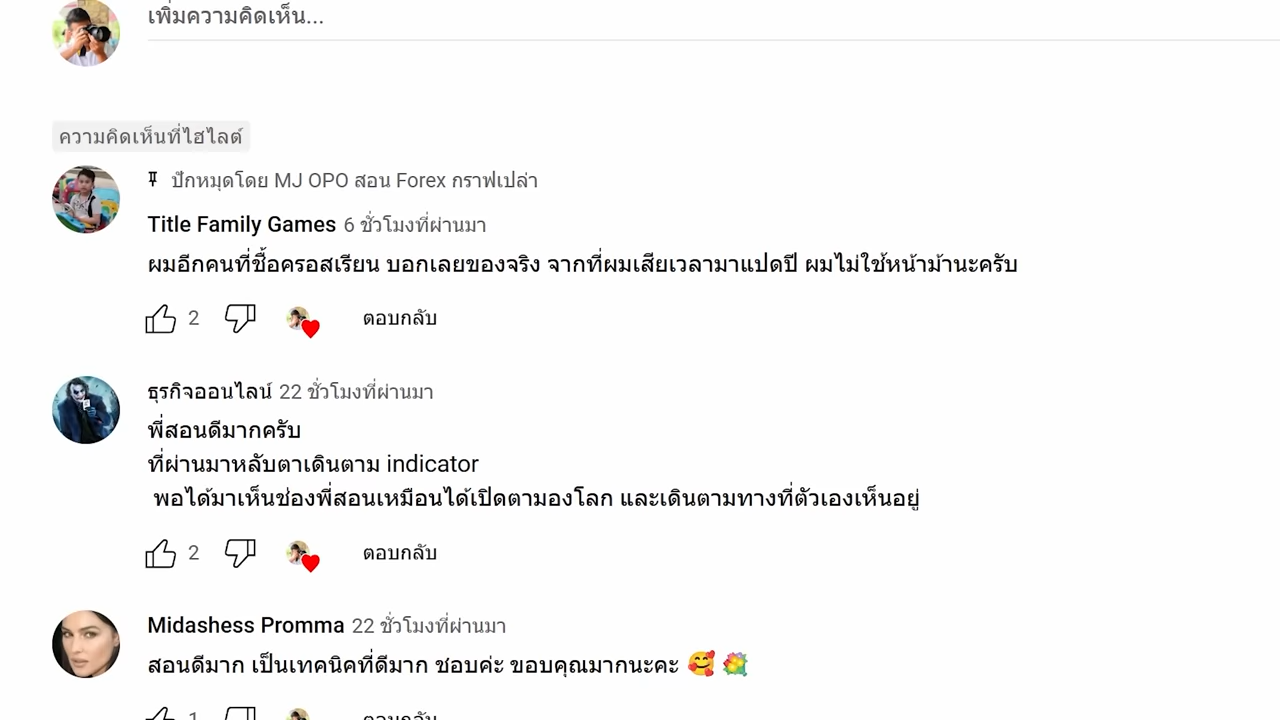 เพิ่มความคิดเห็น...
ความคิดเห็นที่ไฮไลต์
ปักหมุดโดย MJ OPO สอน Forex กราฟเปล่า
Title Family Games 6 ชั่วโมงที่ผ่านมา
ผมอีกคนที่ซื้อครอสเรียน บอกเลยของจริง จากที่ผมเสียเวลามาแปดปี ผมไม่ใช้หน้าม้านะครับ
2 ตอบกลับ
ธุรกิจออนไลน์ 22 ชั่วโมงที่ผ่านมา
พี่สอนดีมากครับ
ที่ผ่านมาหลับตาเดินตาม indicator
พอได้มาเห็นช่องพี่สอนเหมือนได้เปิดตามองโลก และเดินตามทางที่ตัวเองเห็นอยู่
2 ตอบกลับ
Midashess Promma 22 ชั่วโมงที่ผ่านมา
สอนดีมาก เป็นเทคนิคที่ดีมาก ชอบค่ะ ขอบคุณมากนะคะ 🥰 💐
1 ตอบกลับ